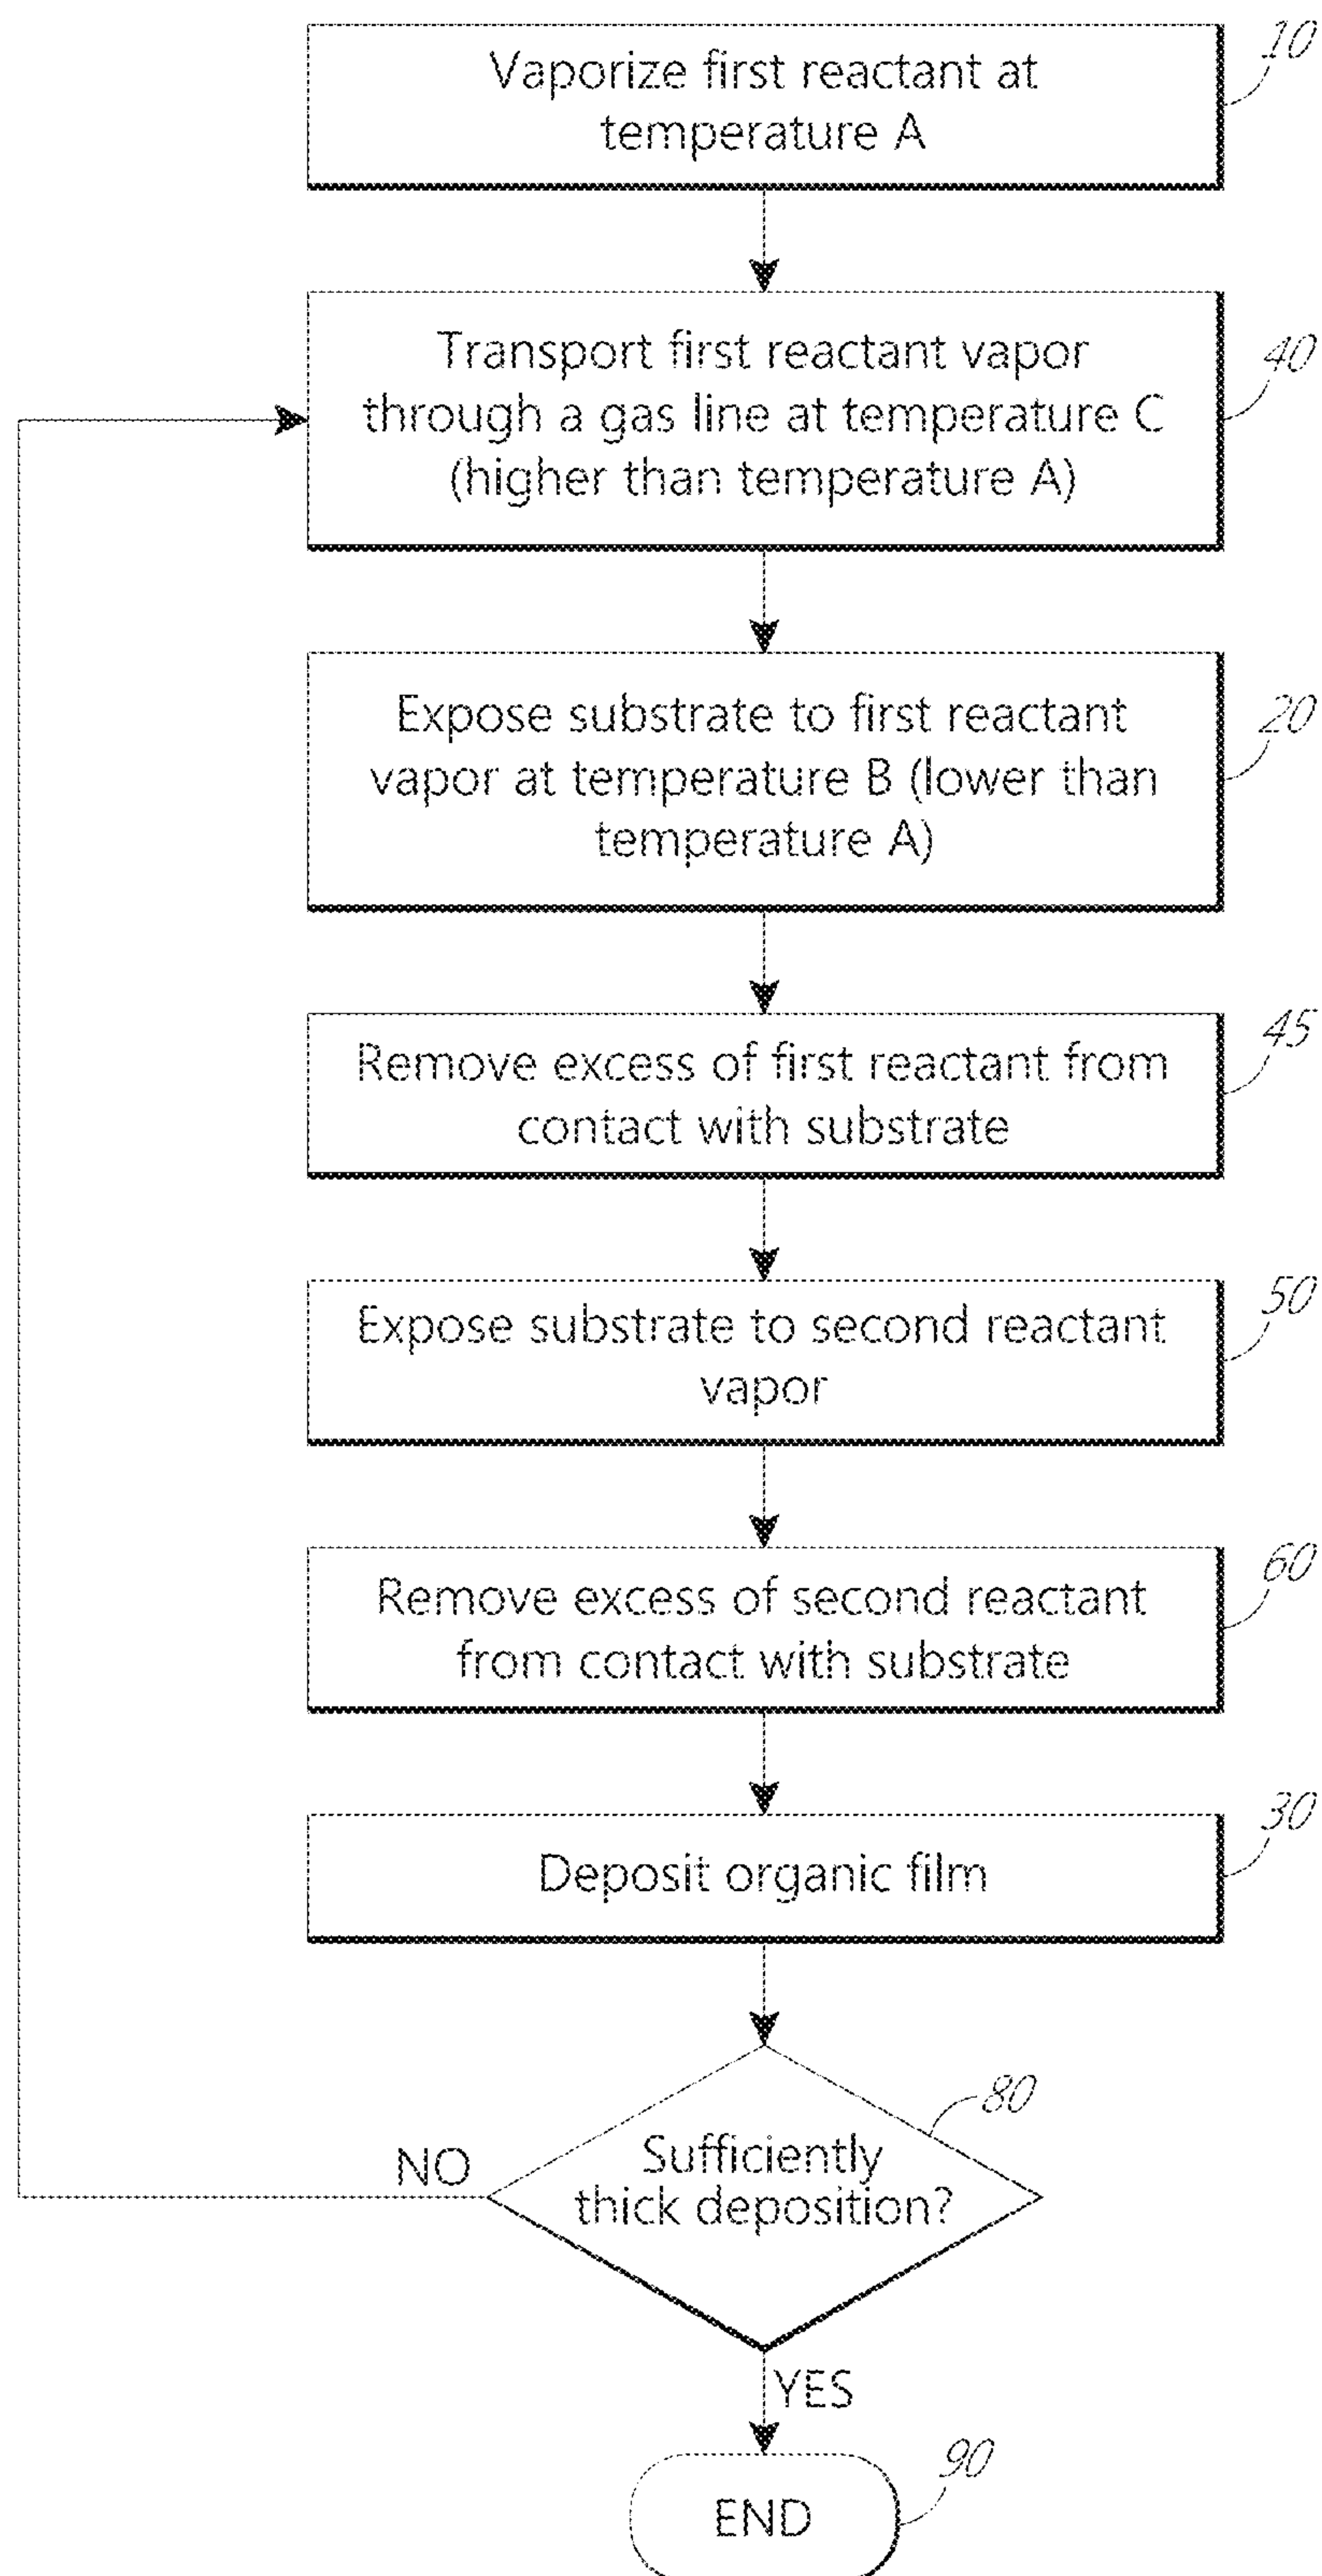 10
Vaporize first reactant at
temperature A
40
Transport first reactant vapor
through a gas line at temperature C
(higher than temperature A)
20
Expose substrate to first reactant
vapor at temperature B (lower than
temperature A)
45
Remove excess of first reactant from
contact with substrate
50
Expose substrate to second reactant
vapor
60
Remove excess of second reactant
from contact with substrate
30
Deposit organic film
80
Sufficiently
thick deposition?
NO
YES
90
END